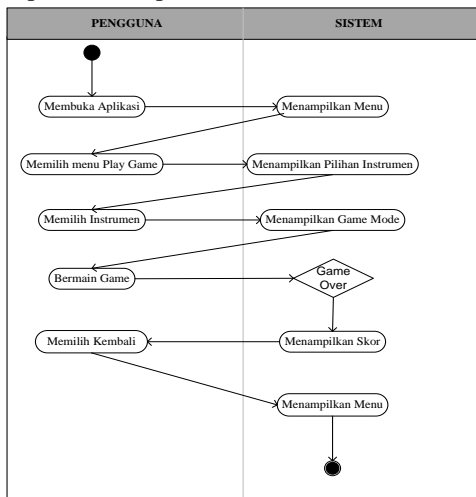 PENGGUNA
SISTEM
Membuka Aplikasi
Menampilkan Menu
Memilih menu Play Game
Menampilkan Pilihan Instrumen
Memilih Instrumen
Menampilkan Game Mode
Bermain Game
Game
Over
Memilih Kembali
Menampilkan Skor
Menampilkan Menu